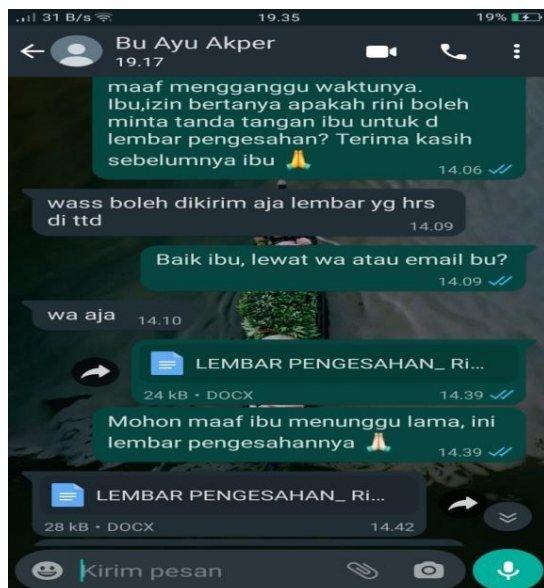 31 B/s 19.35 19%
Bu Ayu Akper
19.17
maaf mengganggu waktunya.
Ibu,izin bertanya apakah rini boleh
minta tanda tangan ibu untuk d
lembar pengesahan? Terima kasih
sebelumnya ibu 🙏
14.06
wass boleh dikirim aja lembar yg hrs
di ttd
14.09
Baik ibu, lewat wa atau email bu?
14.09
wa aja 14.10
LEMBAR PENGESAHAN_ Ri...
24 kB • DOCX 14.39
Mohon maaf ibu menunggu lama, ini
lembar pengesahannya 🙏🏻
14.39
LEMBAR PENGESAHAN_ Ri...
28 kB • DOCX 14.42
Kirim pesan